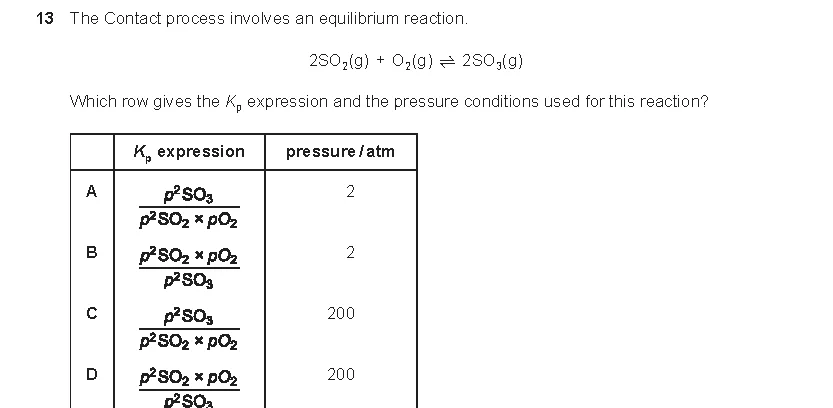 13 The Contact process involves an equilibrium reaction.
2SO₂(g) + O₂(g) ⇌ 2SO₃(g)
Which row gives the Kₚ expression and the pressure conditions used for this reaction?
Kₚ expression pressure / atm
A p²SO₃ / p²SO₂ × pO₂ 2
B p²SO₂ × pO₂ / p²SO₃ 2
C p²SO₃ / p²SO₂ × pO₂ 200
D p²SO₂ × pO₂ / p²SO₃ 200